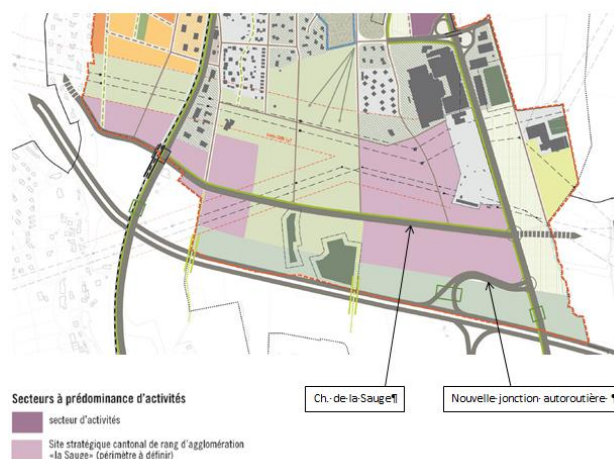 Ch.·de·la·Sauge¶
Nouvelle·jonction·autoroutière·¶
Secteurs à prédominance d'activités
secteur d'activités
Site stratégique cantonal de rang d'agglomération
«la Sauge» (périmètre à définir)